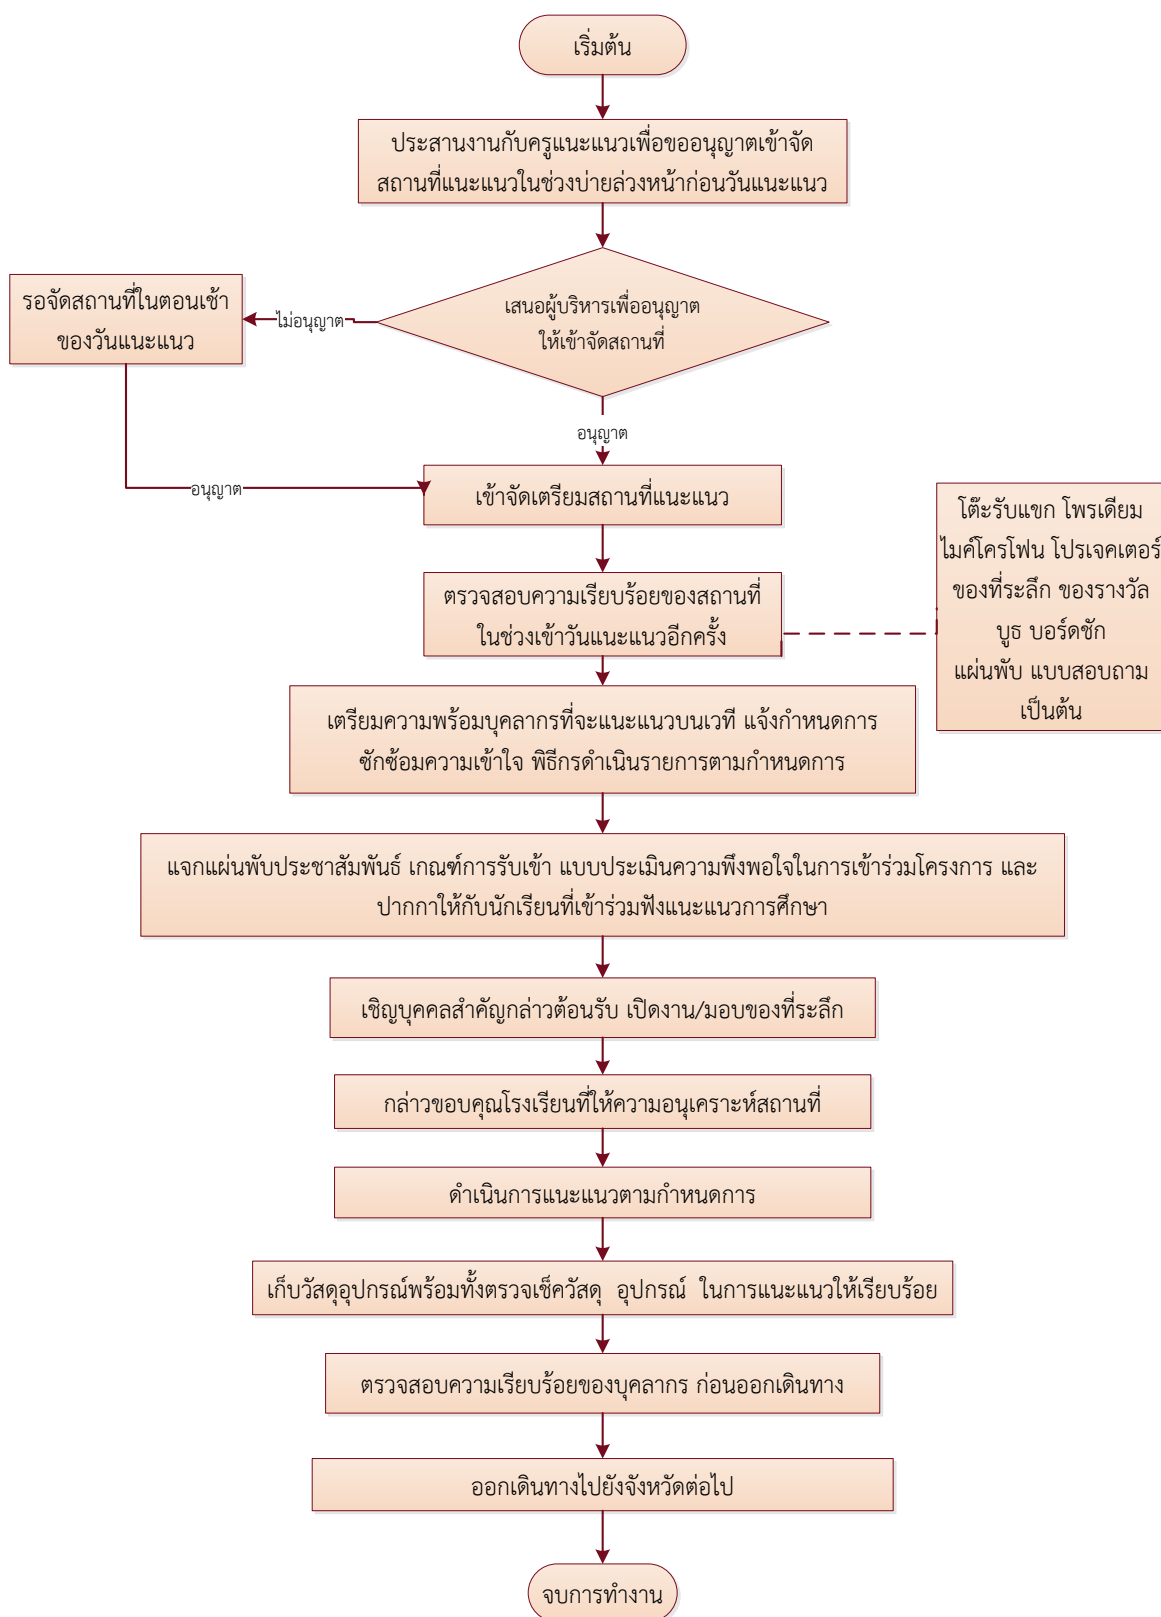 เริ่มต้น
ประสานงานกับครูแนะแนวเพื่อขออนุญาตเข้าจัด
สถานที่แนะแนวในช่วงบ่ายล่วงหน้าก่อนวันแนะแนว
เสนอผู้บริหารเพื่ออนุญาต
ให้เข้าจัดสถานที่
ไม่อนุญาต
รอจัดสถานที่ในตอนเช้า
ของวันแนะแนว
อนุญาต
อนุญาต
เข้าจัดเตรียมสถานที่แนะแนว
ตรวจสอบความเรียบร้อยของสถานที่
ในช่วงเช้าวันแนะแนวอีกครั้ง
โต๊ะรับแขก โพรเดียม
ไมค์โครโฟน โปรเจคเตอร์
ของที่ระลึก ของรางวัล
บูธ บอร์ดชัก
แผ่นพับ แบบสอบถาม
เป็นต้น
เตรียมความพร้อมบุคลากรที่จะแนะแนวบนเวที แจ้งกำหนดการ
ซักซ้อมความเข้าใจ พิธีกรดำเนินรายการตามกำหนดการ
แจกแผ่นพับประชาสัมพันธ์ เกณฑ์การรับเข้า แบบประเมินความพึงพอใจในการเข้าร่วมโครงการ และ
ปากกาให้กับนักเรียนที่เข้าร่วมฟังแนะแนวการศึกษา
เชิญบุคคลสำคัญกล่าวต้อนรับ เปิดงาน/มอบของที่ระลึก
กล่าวขอบคุณโรงเรียนที่ให้ความอนุเคราะห์สถานที่
ดำเนินการแนะแนวตามกำหนดการ
เก็บวัสดุอุปกรณ์พร้อมทั้งตรวจเช็ควัสดุ อุปกรณ์ ในการแนะแนวให้เรียบร้อย
ตรวจสอบความเรียบร้อยของบุคลากร ก่อนออกเดินทาง
ออกเดินทางไปยังจังหวัดต่อไป
จบการทำงาน